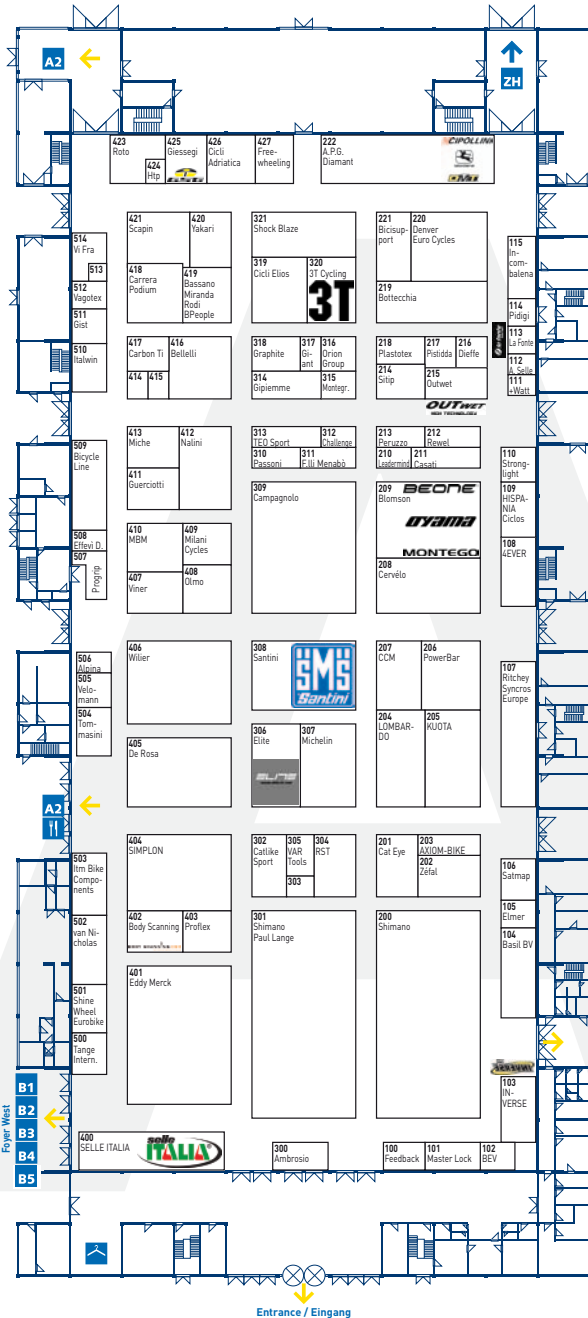 A2
ZH
423
Roto
424
Htp
425
Giessegi
426
Cicli
Adriatica
427
Free-
wheeling
222
A.P.G.
Diamant
CIPOLLINI
421
Scapin
420
Yakari
418
Carrera
Podium
419
Bassano
Miranda
Rodi
BPeople
321
Shock Blaze
319
Cicli Elios
320
3T Cycling
3T
221
Bicisup-
port
220
Denver
Euro Cycles
219
Bottecchia
514
Vi Fra
513
512
Vagotex
511
Gist
510
Italwin
115
In-
com-
balena
114
Pidigi
113
La Fonte
112
A. Selle
111
+Watt
417
Carbon Ti
416
Bellelli
414
415
318
Graphite
317
Gi-
ant
316
Orion
Group
314
Gipiemme
315
Montegr.
218
Plastotex
217
Pistidda
216
Dieffe
214
Sitip
215
Outwet
OUTWET
HIGH TECHNOLOGY
413
Miche
412
Nalini
411
Guerciotti
313
TEO Sport
312
Challenge
310
Passoni
311
F.lli Menabò
213
Peruzzo
212
Rewel
210
Leadermind
211
Casati
509
Bicycle
Line
508
Effevi D.
507
Progrip
110
Strong-
light
109
HISPA-
NIA
Ciclos
108
4EVER
410
MBM
409
Milani
Cycles
407
Viner
408
Olmo
309
Campagnolo
209
Blomson
BEONE
OYAMA
MONTEGO
208
Cervélo
506
Alpina
505
Velo-
mann
504
Tom-
masini
406
Wilier
405
De Rosa
308
Santini
SMS
Santini
306
Elite
ELITE
307
Michelin
207
CCM
206
PowerBar
204
LOMBAR-
DO
205
KUOTA
107
Ritchey
Syncros
Europe
A2
404
SIMPLON
402
Body Scanning
403
Proflex
302
Catlike
Sport
305
VAR
Tools
303
304
RST
201
Cat Eye
203
AXIOM-BIKE
202
Zéfal
503
Itm Bike
Compo-
nents
502
van Ni-
cholas
501
Shine
Wheel
Eurobike
500
Tange
Intern.
106
Satmap
105
Elmer
104
Basil BV
401
Eddy Merck
301
Shimano
Paul Lange
200
Shimano
103
IN-
VERSE
400
SELLE ITALIA
selle
ITALIA
300
Ambrosio
100
Feedback
101
Master Lock
102
BEV
Foyer West
B1
B2
B3
B4
B5
Entrance / Eingang